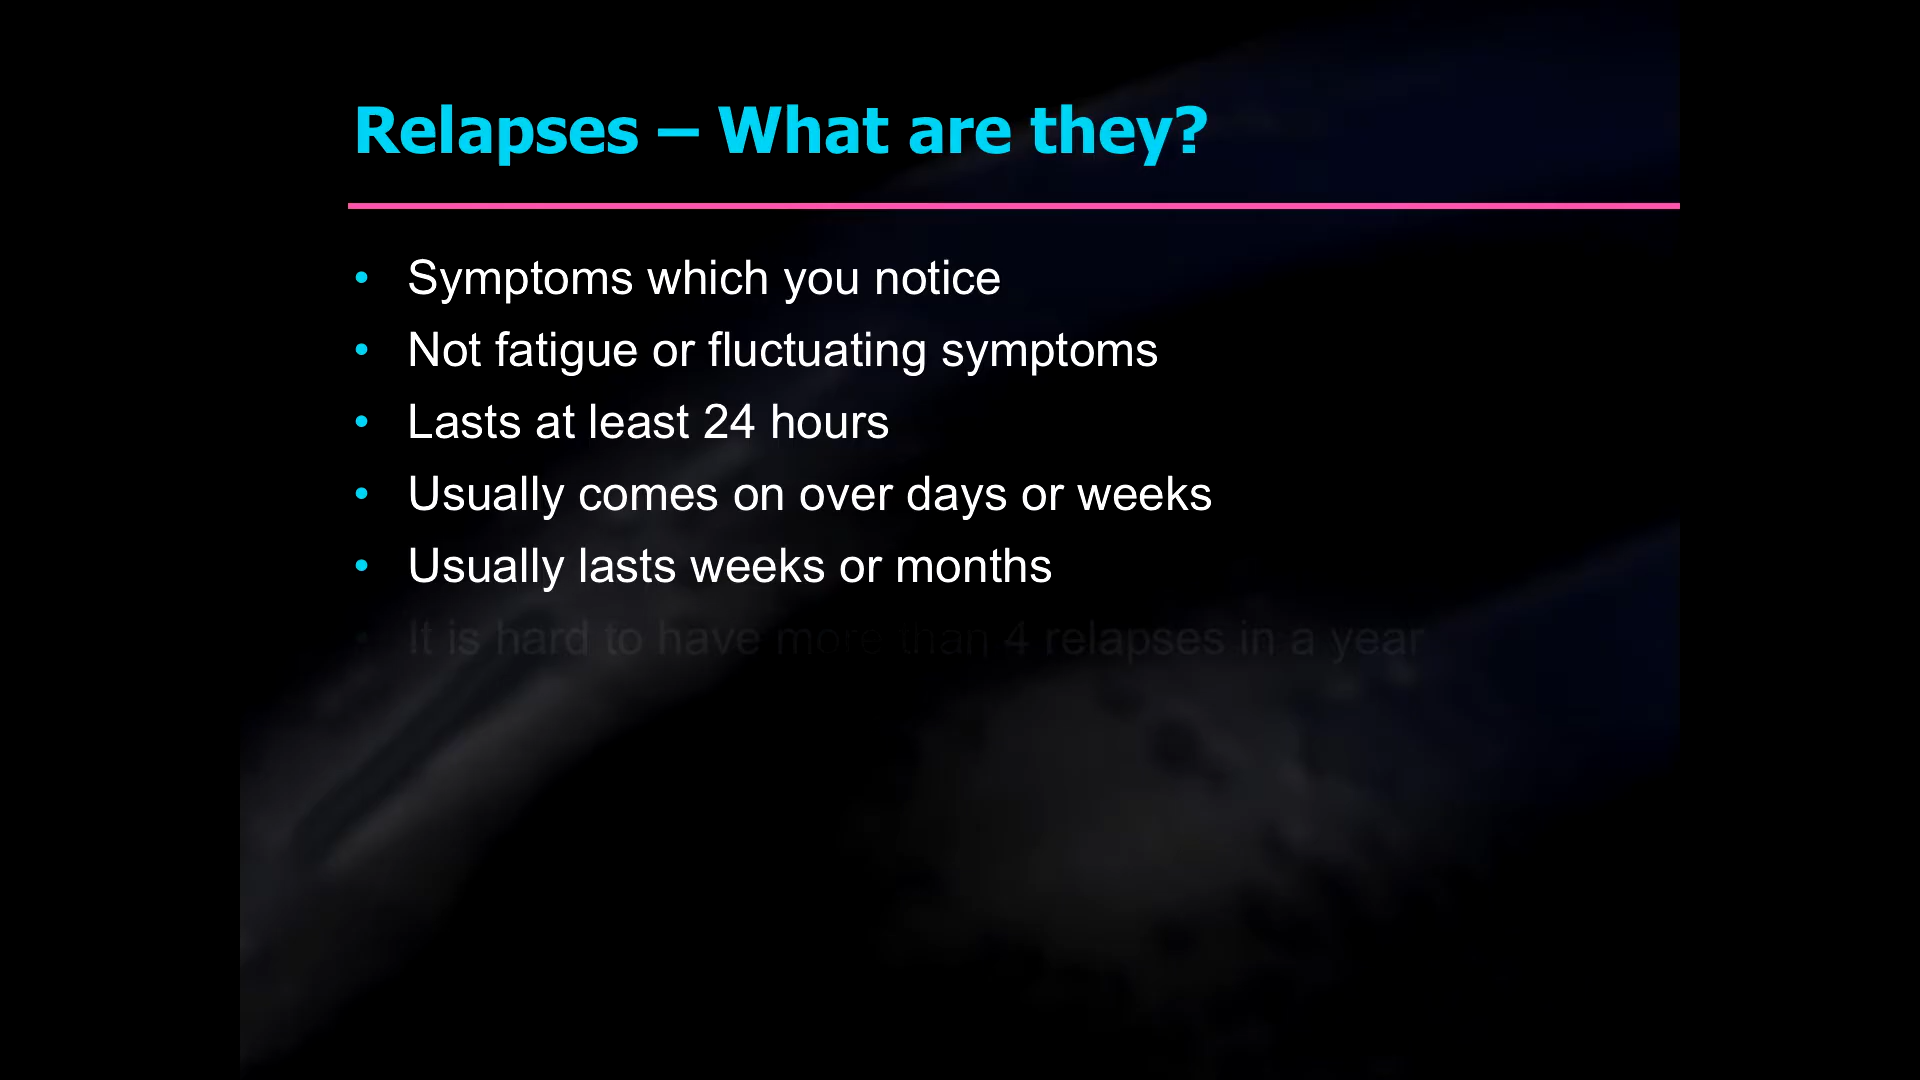 Relapses – What are they?
• Symptoms which you notice
• Not fatigue or fluctuating symptoms
• Lasts at least 24 hours
• Usually comes on over days or weeks
• Usually lasts weeks or months
• It is hard to have more than 4 relapses in a year